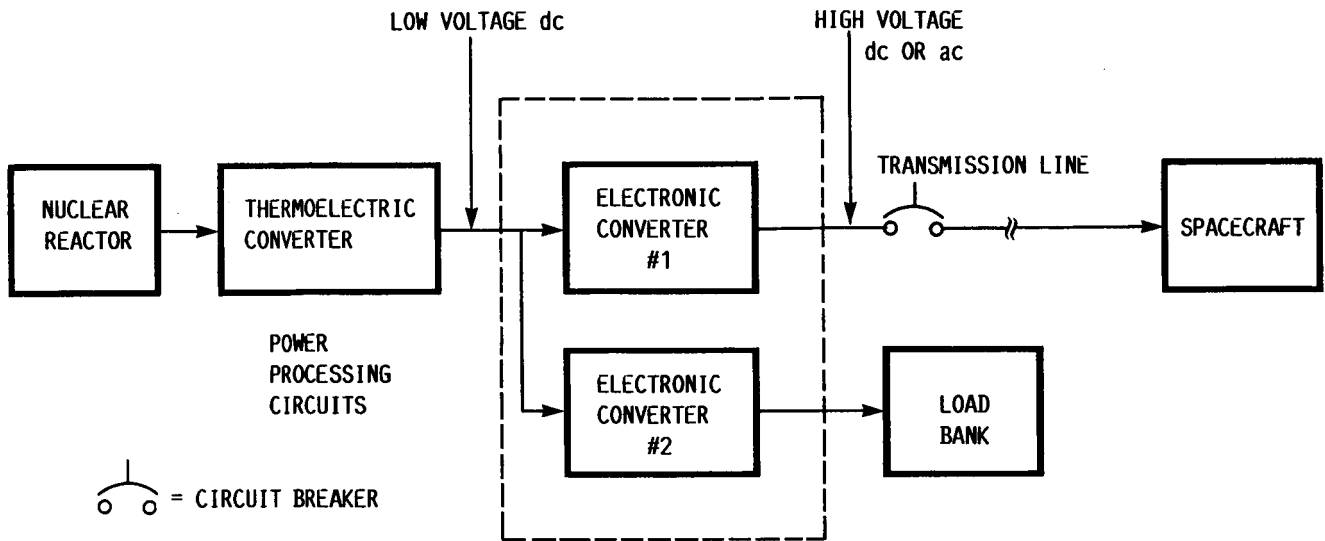 LOW VOLTAGE dc
HIGH VOLTAGE
dc OR ac
NUCLEAR
REACTOR
THERMOELECTRIC
CONVERTER
ELECTRONIC
CONVERTER
#1
TRANSMISSION LINE
SPACECRAFT
POWER
PROCESSING
CIRCUITS
ELECTRONIC
CONVERTER
#2
LOAD
BANK
= CIRCUIT BREAKER